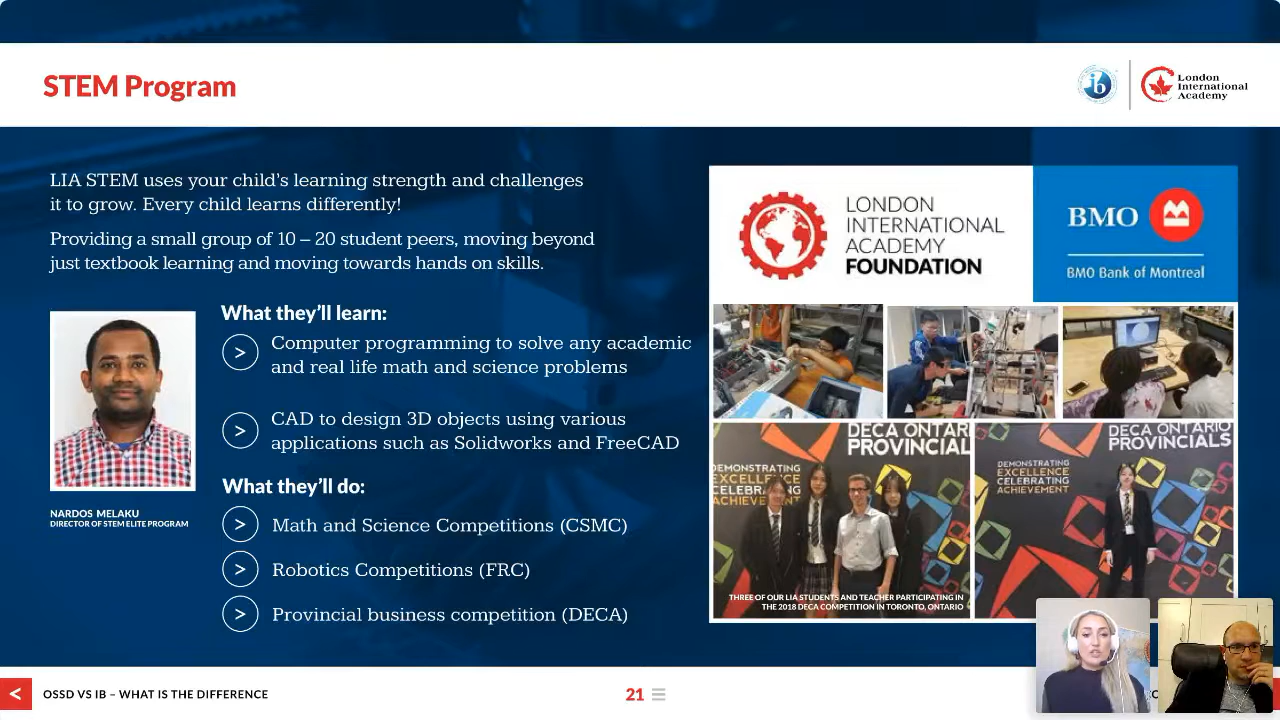 STEM Program
ib
London
International
Academy
LIA STEM uses your child's learning strength and challenges
it to grow. Every child learns differently!
Providing a small group of 10 – 20 student peers, moving beyond
just textbook learning and moving towards hands on skills.
NARDOS MELAKU
DIRECTOR OF STEM ELITE PROGRAM
What they'll learn:
> Computer programming to solve any academic
and real life math and science problems
> CAD to design 3D objects using various
applications such as Solidworks and FreeCAD
What they'll do:
> Math and Science Competitions (CSMC)
> Robotics Competitions (FRC)
> Provincial business competition (DECA)
LONDON
INTERNATIONAL
ACADEMY
FOUNDATION
BMO
BMO Bank of Montreal
DECA ONTARI
PROVINCIAL
DEMONSTRATING
EXCELLENCE
CELEBRA
ACHIEVEMENT
THREE OF OUR LIA STUDENTS AND TEACHER PARTICIPATING IN
THE 2018 DECA COMPETITION IN TORONTO, ONTARIO
DECA ONTARIO
PROVINCIALS
DEMONSTRATING
EXCELLENCE
CELEBRATING
ACHIEVEMENT
< OSSD VS IB – WHAT IS THE DIFFERENCE
21